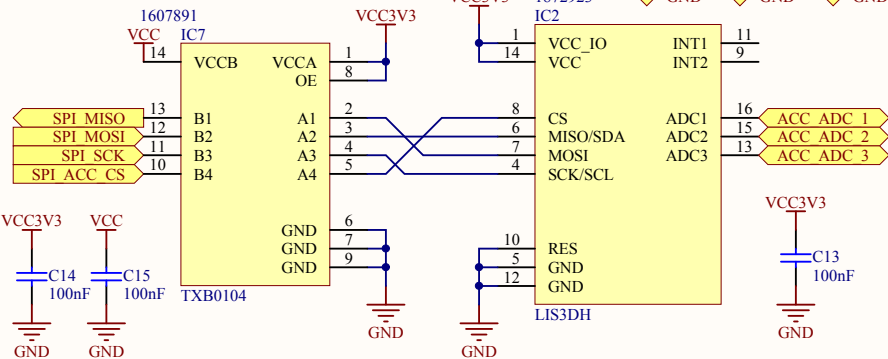 GND GND GND
1607891
VCC
VCC3V3
IC7
IC2
14 VCCB VCCA 1
OE 8
1 VCC_IO INT1 11
14 VCC INT2 9
SPI_MISO 13 B1 A1 2
SPI_MOSI 12 B2 A2 3
SPI_SCK 11 B3 A3 4
SPI_ACC_CS 10 B4 A4 5
8 CS ADC1 16 ACC_ADC_1
6 MISO/SDA ADC2 15 ACC_ADC_2
7 MOSI ADC3 13 ACC_ADC_3
4 SCK/SCL
GND 6
GND 7
GND 9
10 RES
5 GND
12 GND
VCC3V3 VCC
C14
100nF
C15
100nF
GND GND
TXB0104
GND
LIS3DH
GND
VCC3V3
C13
100nF
GND